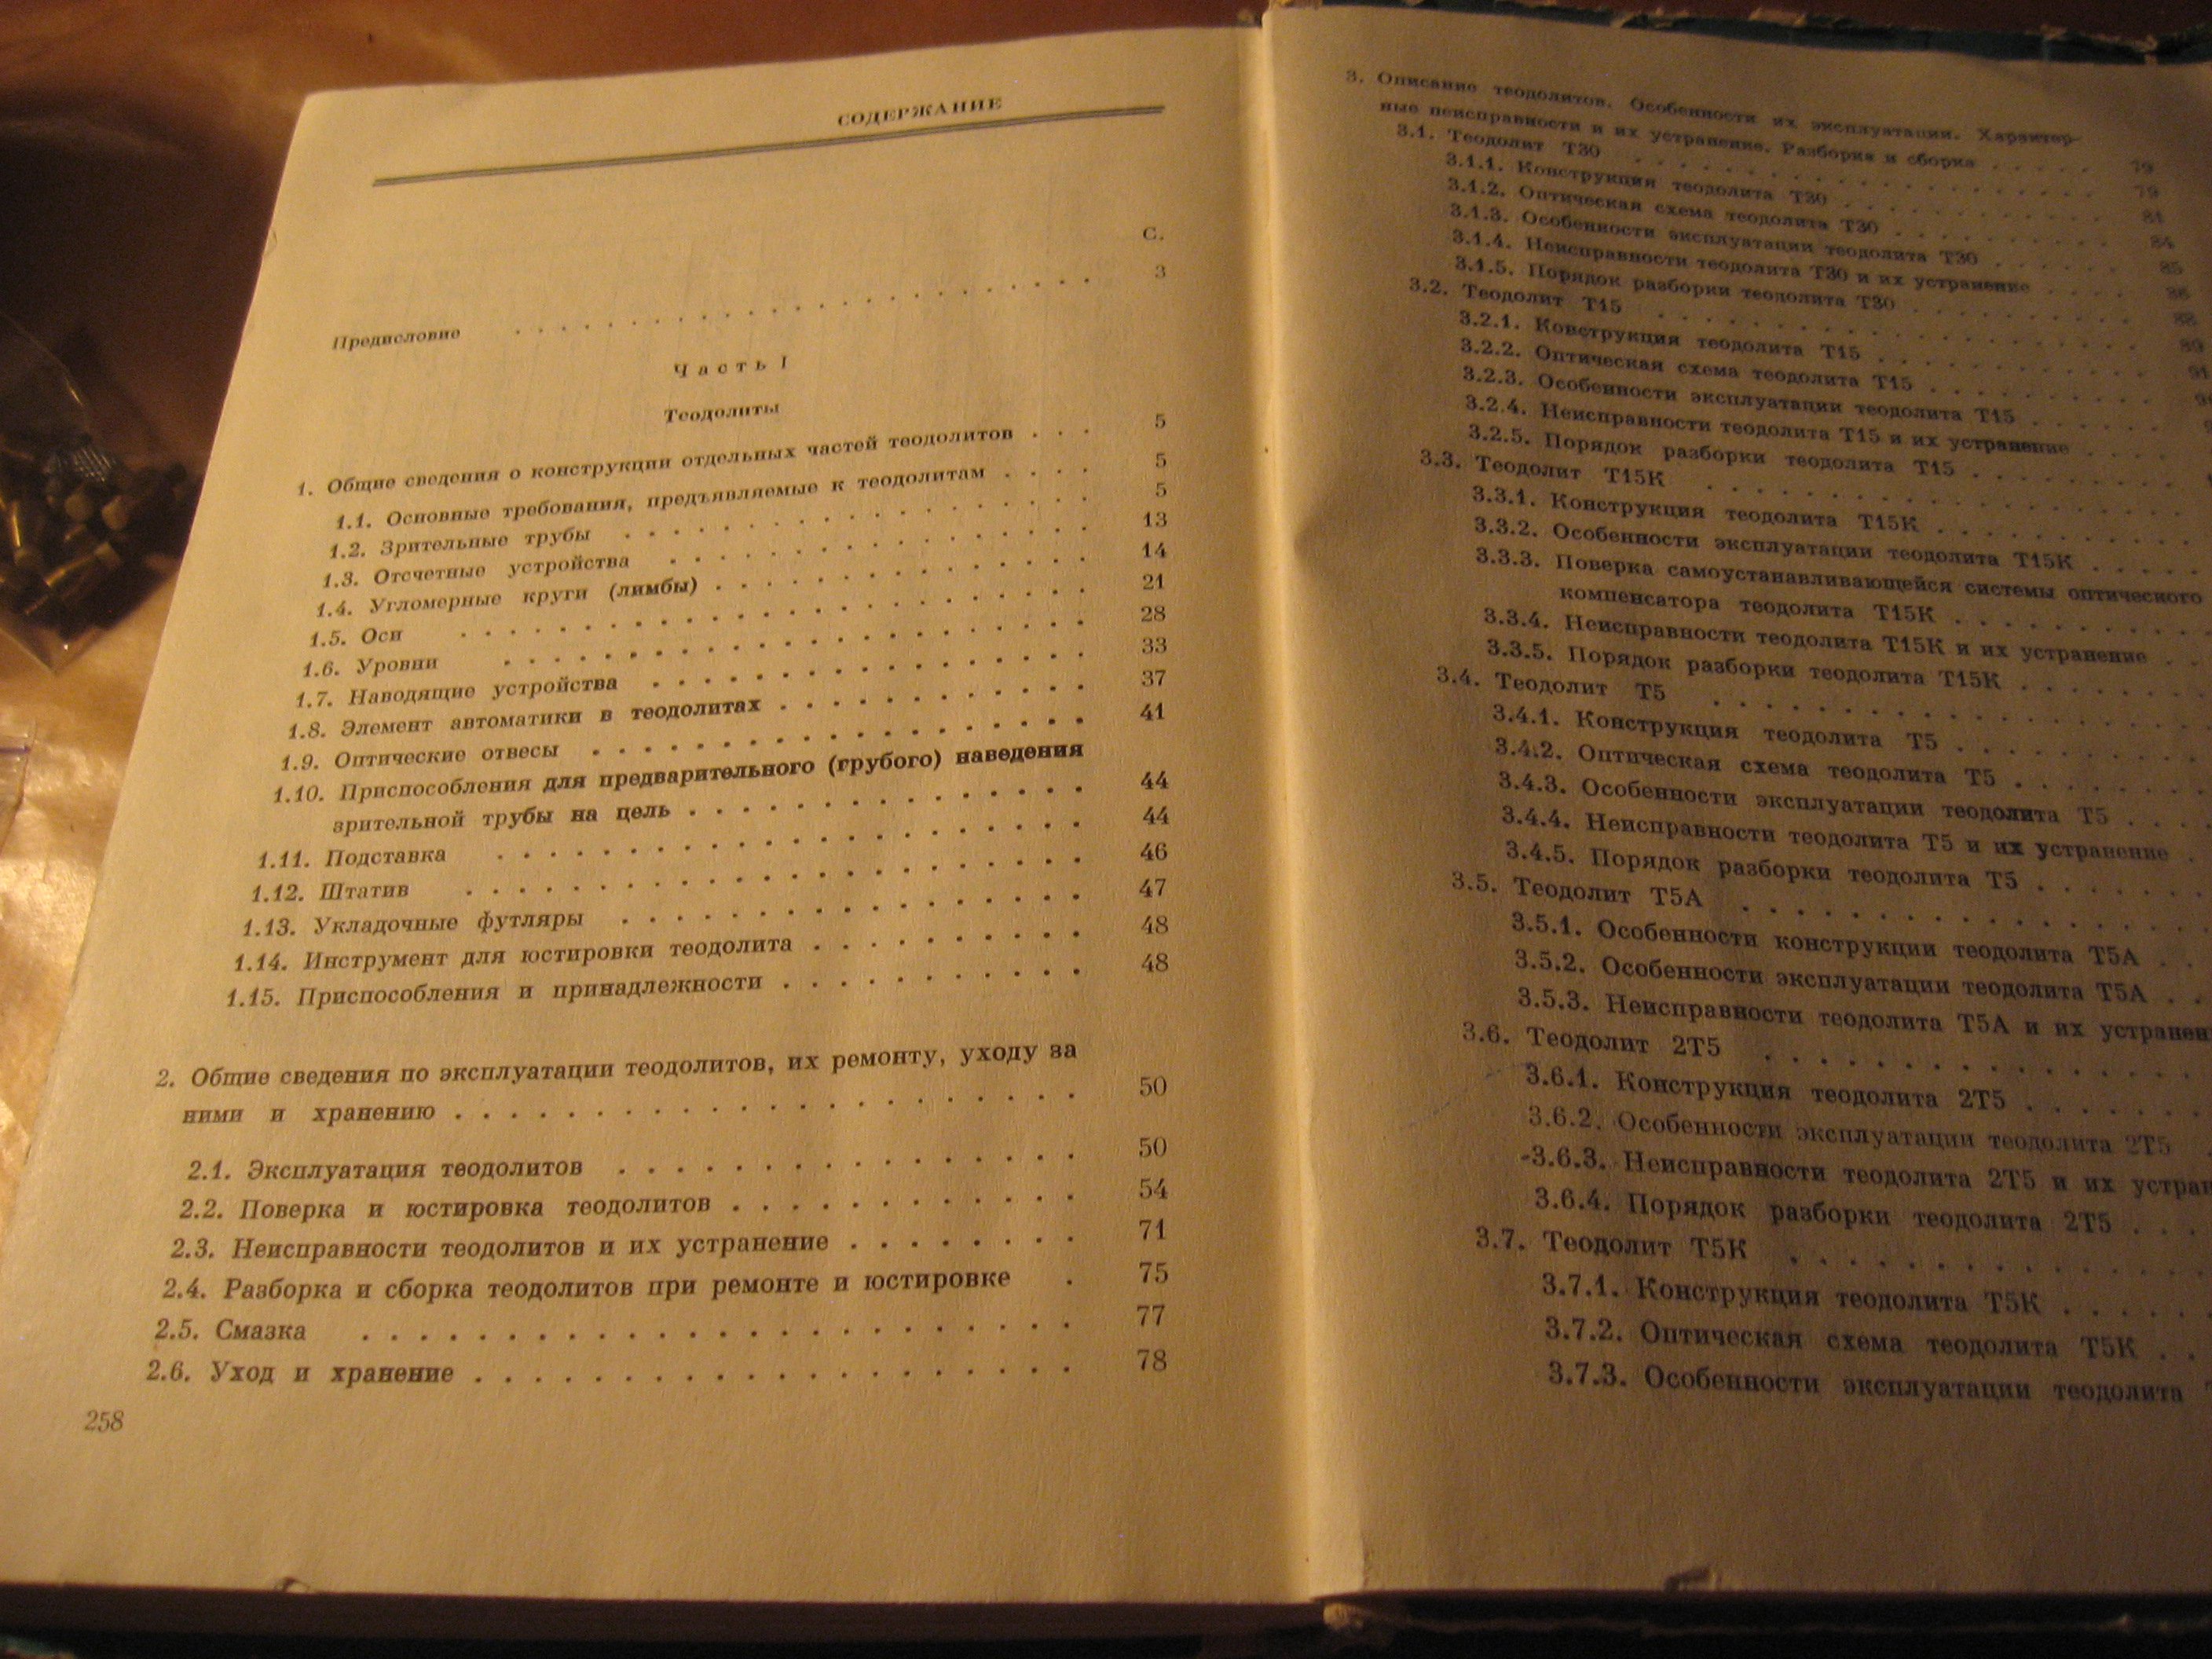 СОДЕРЖАНИЕ
С.
Предисловие . . . . . . . . . . . . . . . . . . . . 3
Часть I
Теодолиты
1. Общие сведения о конструкции отдельных частей теодолитов . . . 5
1.1. Основные требования, предъявляемые к теодолитам . . . . 5
1.2. Зрительные трубы . . . . . . . . . . . . . . . . 5
1.3. Отсчетные устройства . . . . . . . . . . . . . . . 13
1.4. Угломерные круги (лимбы) . . . . . . . . . . . . . 14
1.5. Оси . . . . . . . . . . . . . . . . . . . . . . 21
1.6. Уровни . . . . . . . . . . . . . . . . . . . . 28
1.7. Наводящие устройства . . . . . . . . . . . . . . . 33
1.8. Элемент автоматики в теодолитах . . . . . . . . . . . 37
1.9. Оптические отвесы . . . . . . . . . . . . . . . . 41
1.10. Приспособления для предварительного (грубого) наведения
зрительной трубы на цель . . . . . . . . . . . . . . 44
1.11. Подставка . . . . . . . . . . . . . . . . . . . 44
1.12. Штатив . . . . . . . . . . . . . . . . . . . . 46
1.13. Укладочные футляры . . . . . . . . . . . . . . . 47
1.14. Инструмент для юстировки теодолита . . . . . . . . . . 48
1.15. Приспособления и принадлежности . . . . . . . . . . 48
2. Общие сведения по эксплуатации теодолитов, их ремонту, уходу за
ними и хранению . . . . . . . . . . . . . . . . . . . 50
2.1. Эксплуатация теодолитов . . . . . . . . . . . . . . 50
2.2. Поверка и юстировка теодолитов . . . . . . . . . . . 54
2.3. Неисправности теодолитов и их устранение . . . . . . . 71
2.4. Разборка и сборка теодолитов при ремонте и юстировке . 75
2.5. Смазка . . . . . . . . . . . . . . . . . . . . . 77
2.6. Уход и хранение . . . . . . . . . . . . . . . . . 78
258
3. Описание теодолитов. Особенности их эксплуатации. Характер-
ные неисправности и их устранение. Разборка и сборка . . . . . 79
3.1. Теодолит Т30 . . . . . . . . . . . . . . . . . 79
3.1.1. Конструкция теодолита Т30 . . . . . . . . . . 81
3.1.2. Оптическая схема теодолита Т30 . . . . . . . . 84
3.1.3. Особенности эксплуатации теодолита Т30 . . . . . 85
3.1.4. Неисправности теодолита Т30 и их устранение . . . . 86
3.1.5. Порядок разборки теодолита Т30 . . . . . . . . 88
3.2. Теодолит Т15 . . . . . . . . . . . . . . . . . 89
3.2.1. Конструкция теодолита Т15 . . . . . . . . . . 91
3.2.2. Оптическая схема теодолита Т15 . . . . . . . .
3.2.3. Особенности эксплуатации теодолита Т15 . . . . .
3.2.4. Неисправности теодолита Т15 и их устранение . . . .
3.2.5. Порядок разборки теодолита Т15 . . . . . . . .
3.3. Теодолит Т15К . . . . . . . . . . . . . . . .
3.3.1. Конструкция теодолита Т15К . . . . . . . . .
3.3.2. Особенности эксплуатации теодолита Т15К . . . . .
3.3.3. Поверка самоустанавливающейся системы оптического
компенсатора теодолита Т15К . . . . . . . . .
3.3.4. Неисправности теодолита Т15К и их устранение . .
3.3.5. Порядок разборки теодолита Т15К . . . . . . .
3.4. Теодолит Т5 . . . . . . . . . . . . . . . . .
3.4.1. Конструкция теодолита Т5 . . . . . . . . .
3.4.2. Оптическая схема теодолита Т5 . . . . . . .
3.4.3. Особенности эксплуатации теодолита Т5 . . . .
3.4.4. Неисправности теодолита Т5 и их устранение .
3.4.5. Порядок разборки теодолита Т5 . . . . . .
3.5. Теодолит Т5А . . . . . . . . . . . . . . .
3.5.1. Особенности конструкции теодолита Т5А . .
3.5.2. Особенности эксплуатации теодолита Т5А . .
3.5.3. Неисправности теодолита Т5А и их устранен
3.6. Теодолит 2Т5 . . . . . . . . . . . . . . .
3.6.1. Конструкция теодолита 2Т5 . . . . . . .
3.6.2. Особенности эксплуатации теодолита 2Т5
3.6.3. Неисправности теодолита 2Т5 и их устран
3.6.4. Порядок разборки теодолита 2Т5 . . .
3.7. Теодолит Т5К . . . . . . . . . . . . . .
3.7.1. Конструкция теодолита Т5К . . . . .
3.7.2. Оптическая схема теодолита Т5К . .
3.7.3. Особенности эксплуатации теодолита